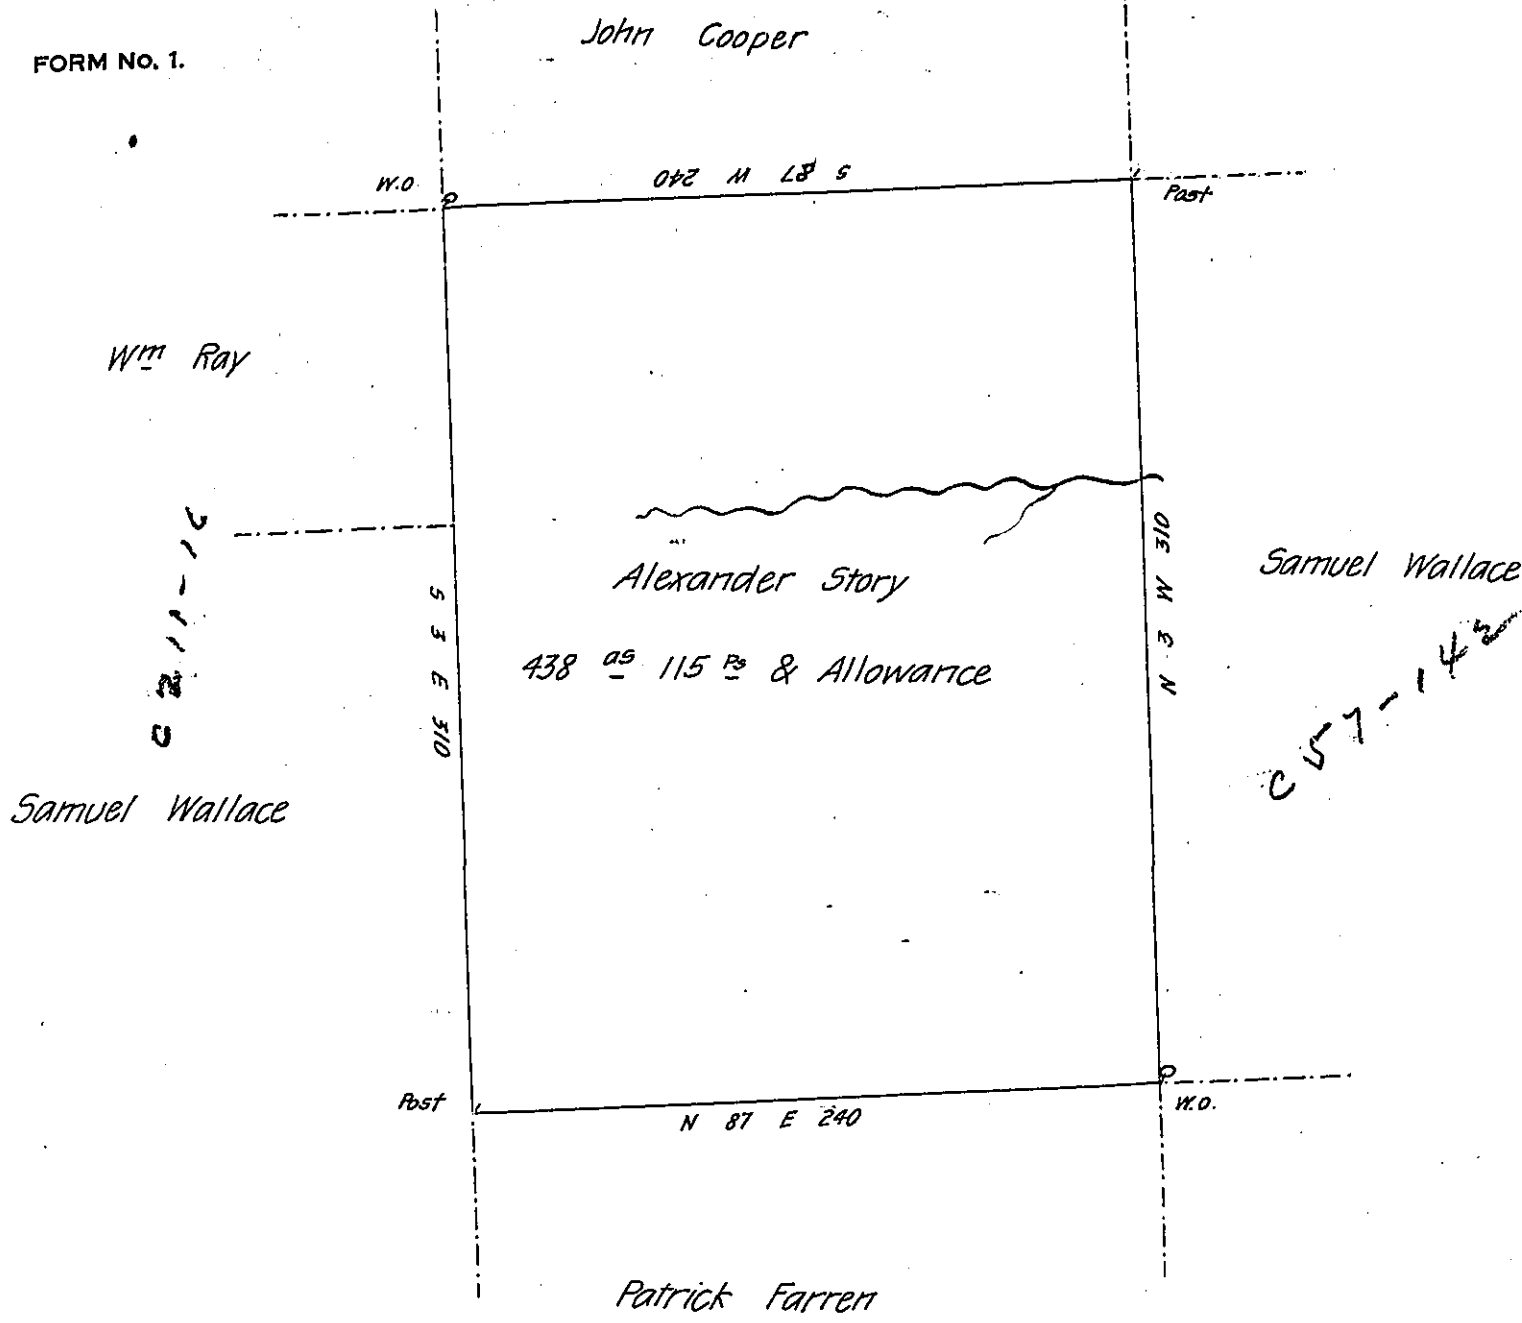 FORM No. 1.
John Cooper
W.O.
S 87 W 240
Post
Wm Ray
Samuel Wallace
S 3 E 310
Alexander Story
438 as 115 Ps & Allowance
N 3 W 310
Samuel Wallace
C 57-142
Post
N 87 E 240
W.O.
Patrick Farren